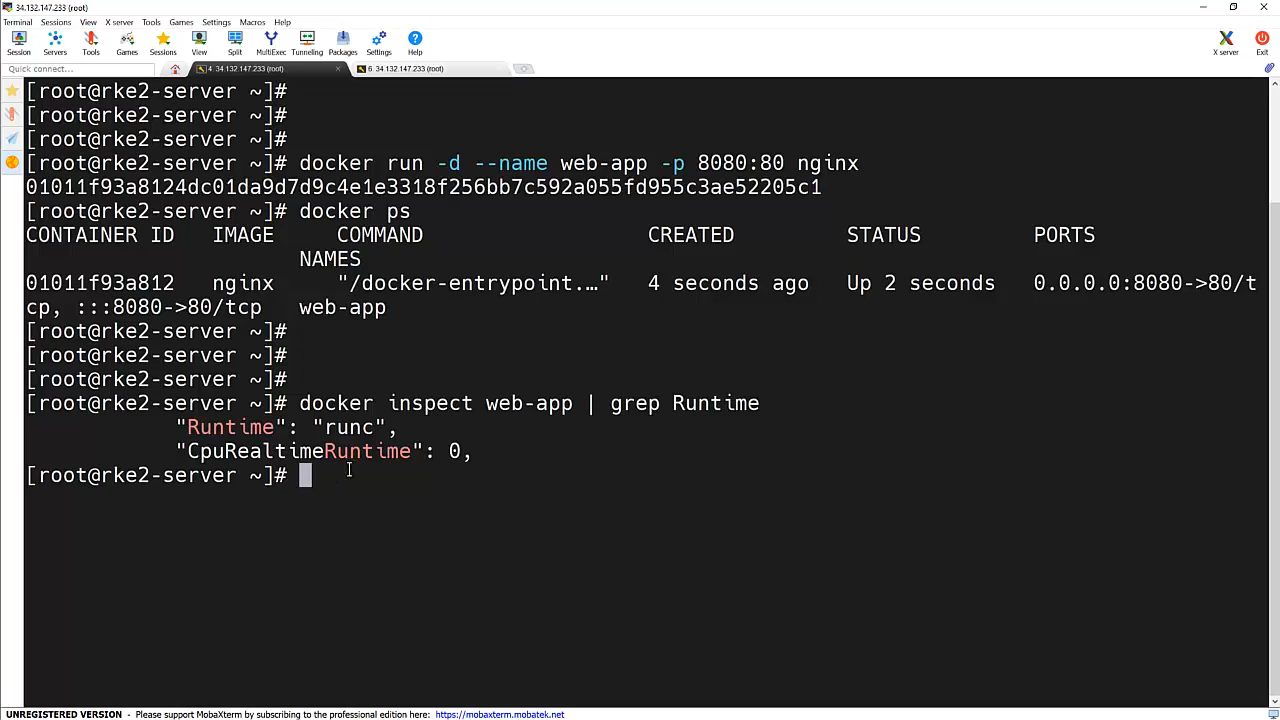 34.132.147.233 (root)
Terminal Sessions View X server Tools Games Settings Macros Help
Session Servers Tools Games Sessions View Split MultiExec Tunneling Packages Settings Help X server Exit
Quick connect... 4. 34.132.147.233 (root) 6. 34.132.147.233 (root)
[root@rke2-server ~]#
[root@rke2-server ~]#
[root@rke2-server ~]#
[root@rke2-server ~]# docker run -d --name web-app -p 8080:80 nginx
01011f93a8124dc01da9d7d9c4e1e3318f256bb7c592a055fd955c3ae52205c1
[root@rke2-server ~]# docker ps
CONTAINER ID IMAGE COMMAND CREATED STATUS PORTS
NAMES
01011f93a812 nginx "/docker-entrypoint.…" 4 seconds ago Up 2 seconds 0.0.0.0:8080->80/t
cp, :::8080->80/tcp web-app
[root@rke2-server ~]#
[root@rke2-server ~]#
[root@rke2-server ~]#
[root@rke2-server ~]# docker inspect web-app | grep Runtime
"Runtime": "runc",
"CpuRealtimeRuntime": 0,
[root@rke2-server ~]#
UNREGISTERED VERSION - Please support MobaXterm by subscribing to the professional edition here: https://mobaxterm.mobatek.net